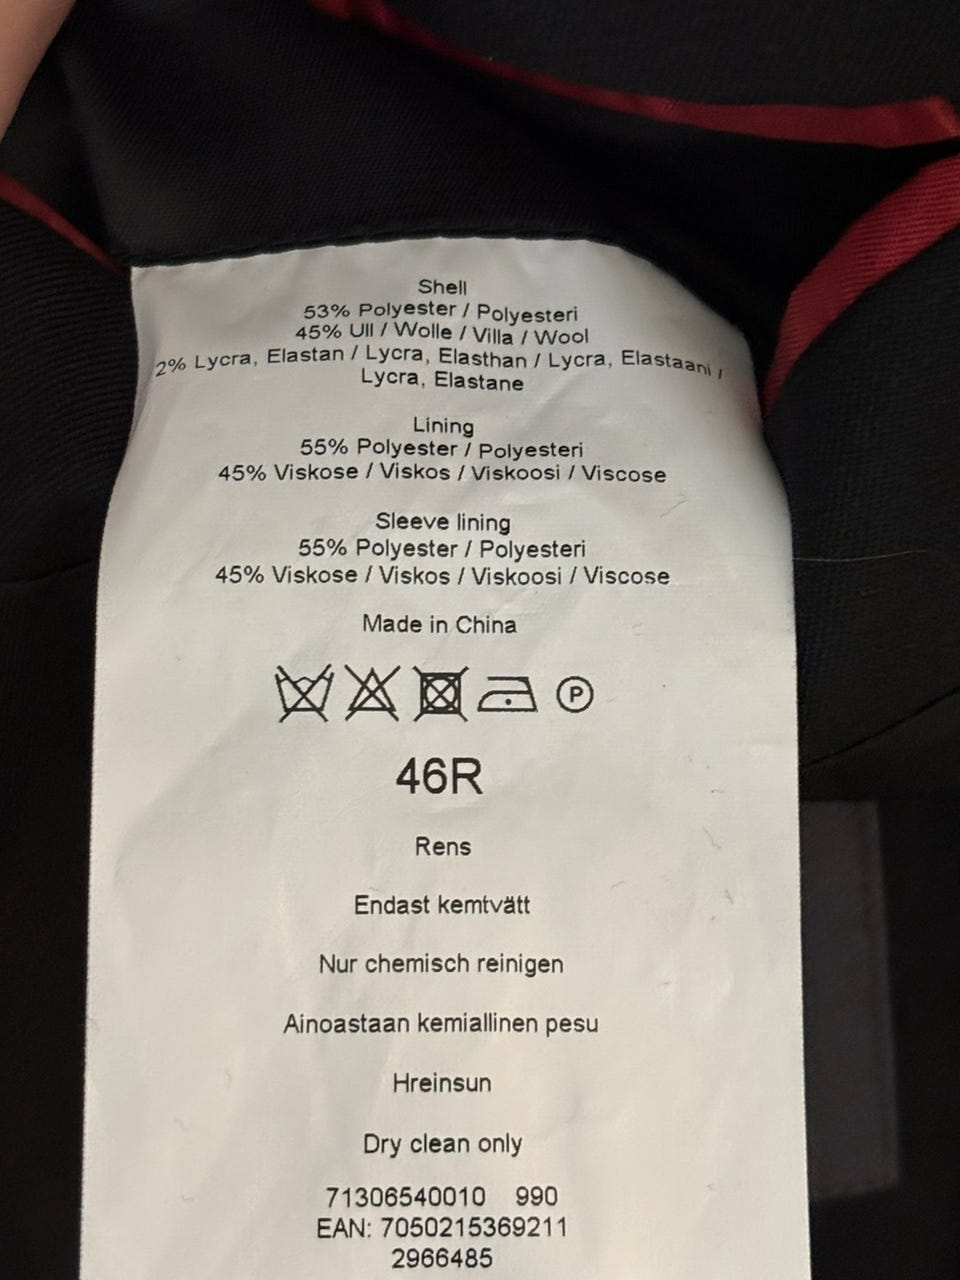 Shell
53% Polyester / Polyesteri
45% Ull / Wolle / Villa / Wool
2% Lycra, Elastan / Lycra, Elasthan / Lycra, Elastaani /
Lycra, Elastane
Lining
55% Polyester / Polyesteri
45% Viskose / Viskos / Viskoosi / Viscose
Sleeve lining
55% Polyester / Polyesteri
45% Viskose / Viskos / Viskoosi / Viscose
Made in China
P
46R
Rens
Endast kemtvätt
Nur chemisch reinigen
Ainoastaan kemiallinen pesu
Hreinsun
Dry clean only
71306540010 990
EAN: 7050215369211
2966485